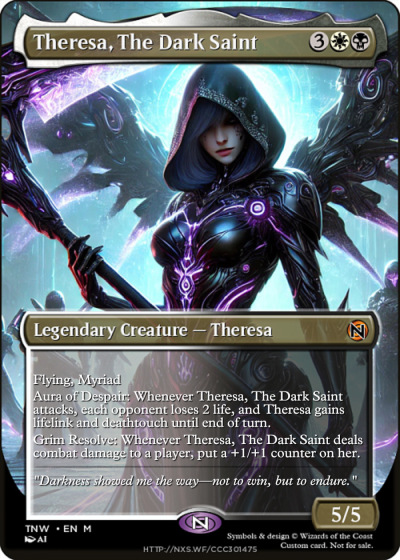 Theresa, The Dark Saint 3
Legendary Creature — Theresa
Flying, Myriad
Aura of Despair: Whenever Theresa, The Dark Saint
attacks, each opponent loses 2 life, and Theresa gains
lifelink and deathtouch until end of turn.
Grim Resolve: Whenever Theresa, The Dark Saint deals
combat damage to a player, put a +1/+1 counter on her.
"Darkness showed me the way—not to win, but to endure."
5/5
TNW • EN M
AI
N
Symbols & design © Wizards of the Coast
Custom card. Not for sale.
HTTP://NXS.WF/CCC301475